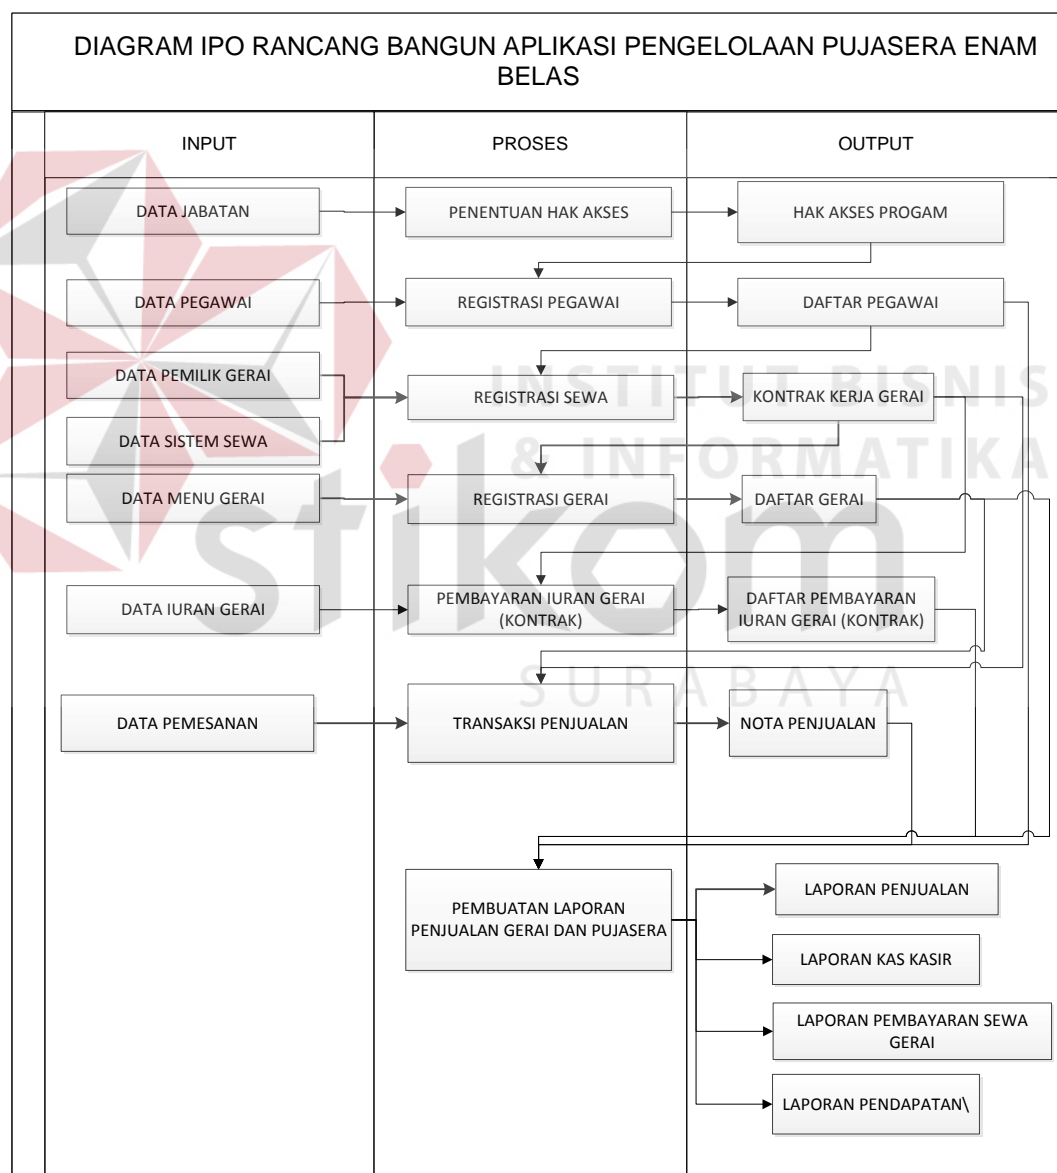 DIAGRAM IPO RANCANG BANGUN APLIKASI PENGELOLAAN PUJASERA ENAM
BELAS
INPUT
PROSES
OUTPUT
DATA JABATAN
PENENTUAN HAK AKSES
HAK AKSES PROGAM
DATA PEGAWAI
REGISTRASI PEGAWAI
DAFTAR PEGAWAI
DATA PEMILIK GERAI
REGISTRASI SEWA
KONTRAK KERJA GERAI
DATA SISTEM SEWA
DATA MENU GERAI
REGISTRASI GERAI
DAFTAR GERAI
DATA IURAN GERAI
PEMBAYARAN IURAN GERAI
(KONTRAK)
DAFTAR PEMBAYARAN
IURAN GERAI (KONTRAK)
DATA PEMESANAN
TRANSAKSI PENJUALAN
NOTA PENJUALAN
PEMBUATAN LAPORAN
PENJUALAN GERAI DAN PUJASERA
LAPORAN PENJUALAN
LAPORAN KAS KASIR
LAPORAN PEMBAYARAN SEWA
GERAI
LAPORAN PENDAPATAN\
INSTITUT BISNIS
& INFORMATIKA
stikom
SURABAYA